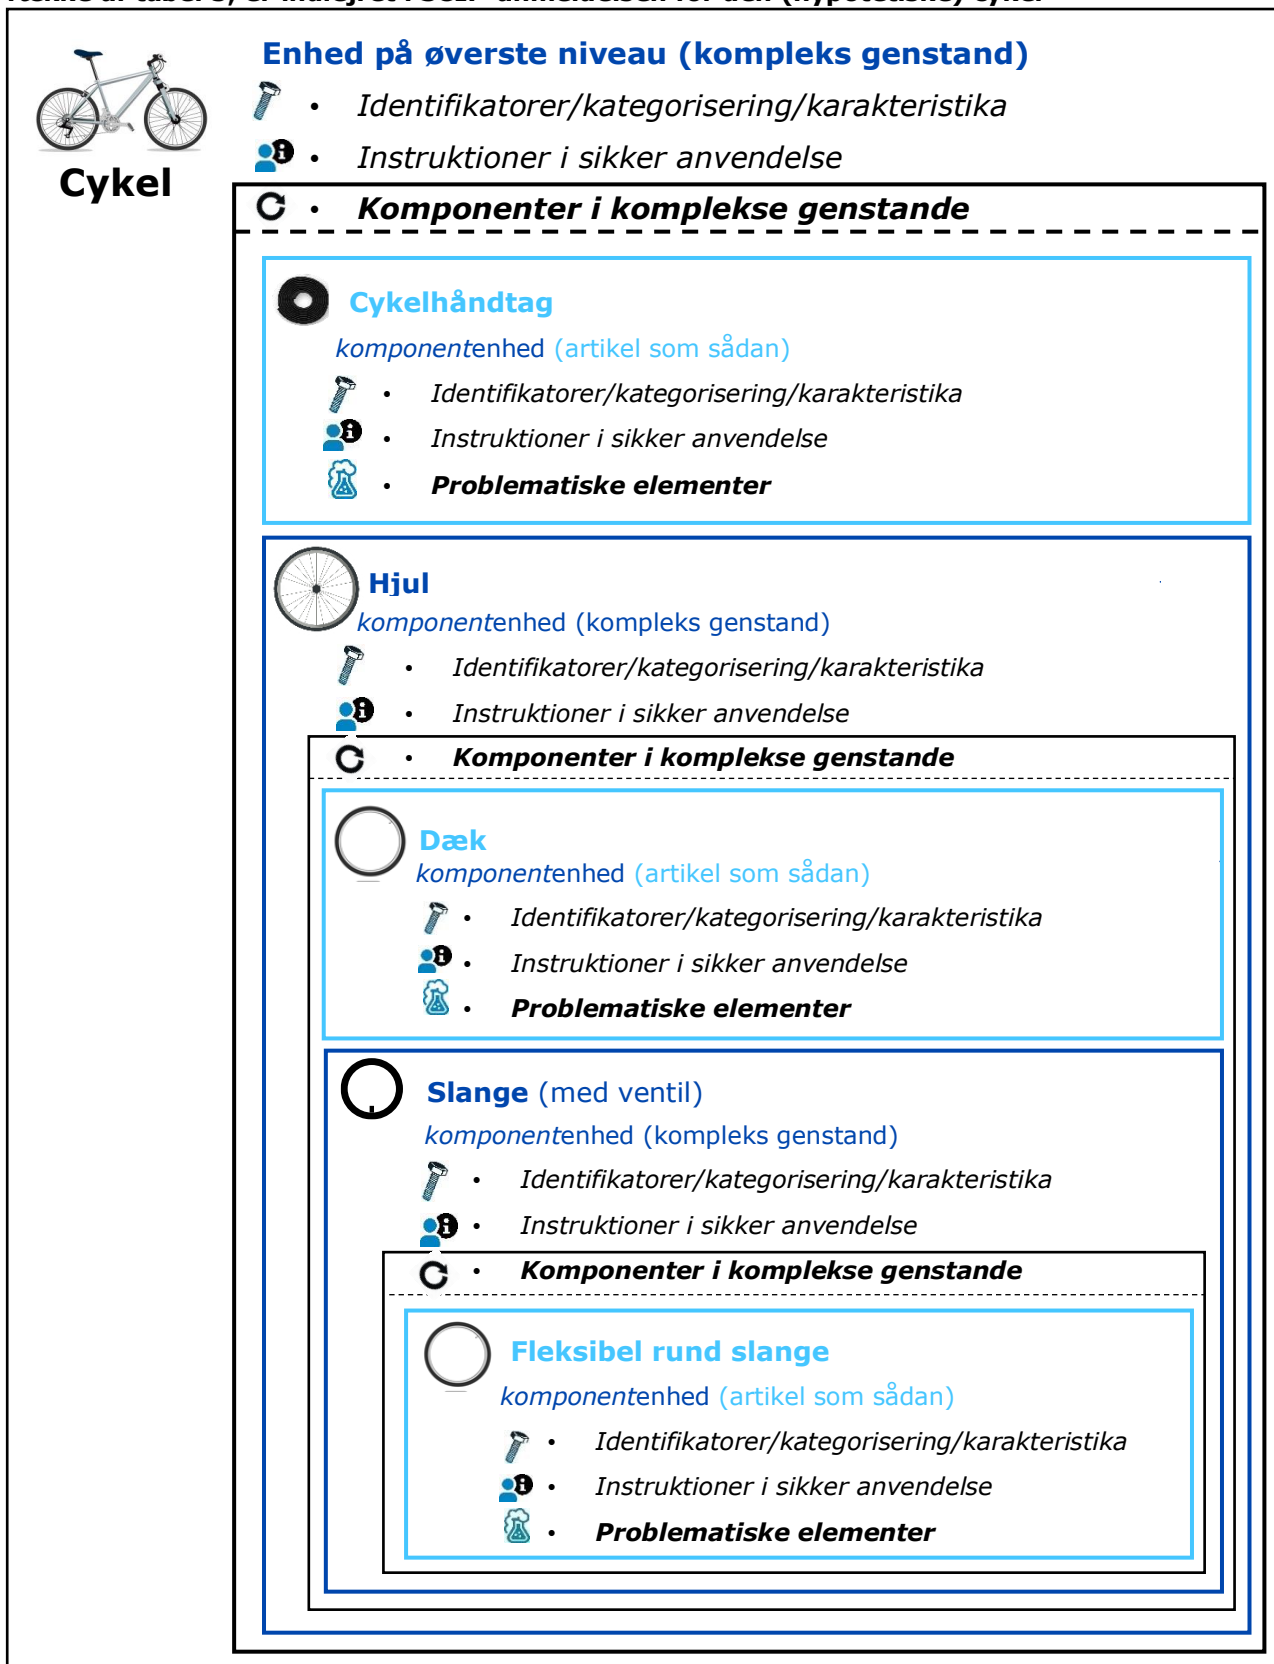 Enhed på øverste niveau (kompleks genstand)
• Identifikatorer/kategorisering/karakteristika
• Instruktioner i sikker anvendelse
Cykel
• Komponenter i komplekse genstande
Cykelhåndtag
komponentenhed (artikel som sådan)
• Identifikatorer/kategorisering/karakteristika
• Instruktioner i sikker anvendelse
• Problematiske elementer
Hjul
komponentenhed (kompleks genstand)
• Identifikatorer/kategorisering/karakteristika
• Instruktioner i sikker anvendelse
• Komponenter i komplekse genstande
Dæk
komponentenhed (artikel som sådan)
• Identifikatorer/kategorisering/karakteristika
• Instruktioner i sikker anvendelse
• Problematiske elementer
Slange (med ventil)
komponentenhed (kompleks genstand)
• Identifikatorer/kategorisering/karakteristika
• Instruktioner i sikker anvendelse
• Komponenter i komplekse genstande
Fleksibel rund slange
komponentenhed (artikel som sådan)
• Identifikatorer/kategorisering/karakteristika
• Instruktioner i sikker anvendelse
• Problematiske elementer